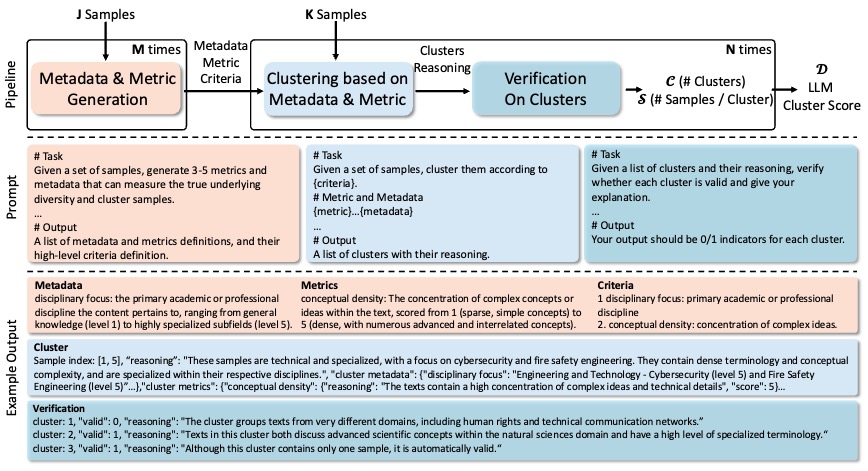 J Samples
K Samples
M times
Metadata
Metric
Criteria
Clusters
Reasoning
N times
Pipeline
Metadata & Metric
Generation
Clustering based on
Metadata & Metric
Verification
On Clusters
C (# Clusters)
S (# Samples / Cluster)
D
LLM
Cluster Score
Prompt
# Task
Given a set of samples, generate 3-5 metrics and
metadata that can measure the true underlying
diversity and cluster samples.
...
# Output
A list of metadata and metrics definitions, and their
high-level criteria definition.
# Task
Given a set of samples, cluster them according to
{criteria}.
# Metric and Metadata
{metric}...{metadata}
...
# Output
A list of clusters with their reasoning.
# Task
Given a list of clusters and their reasoning, verify
whether each cluster is valid and give your
explanation.
...
# Output
Your output should be 0/1 indicators for each cluster.
Example Output
Metadata
disciplinary focus: the primary academic or professional
discipline the content pertains to, ranging from general
knowledge (level 1) to highly specialized subfields (level 5).
Metrics
conceptual density: The concentration of complex concepts or
ideas within the text, scored from 1 (sparse, simple concepts) to
5 (dense, with numerous advanced and interrelated concepts).
Criteria
1 disciplinary focus: primary academic or professional
discipline
2. conceptual density: concentration of complex ideas.
Cluster
Sample index: [1, 5], "reasoning": "These samples are technical and specialized, with a focus on cybersecurity and fire safety engineering. They contain dense terminology and conceptual
complexity, and are specialized within their respective disciplines.", "cluster metadata": {"disciplinary focus": "Engineering and Technology - Cybersecurity (level 5) and Fire Safety
Engineering (level 5)"...},"cluster metrics": {"conceptual density": {"reasoning": "The texts contain a high concentration of complex ideas and technical details", "score": 5}...
Verification
cluster: 1, "valid": 0, "reasoning": "The cluster groups texts from very different domains, including human rights and technical communication networks."
cluster: 2, "valid": 1, "reasoning": "Texts in this cluster both discuss advanced scientific concepts within the natural sciences domain and have a high level of specialized terminology."
cluster: 3, "valid": 1, "reasoning": "Although this cluster contains only one sample, it is automatically valid."